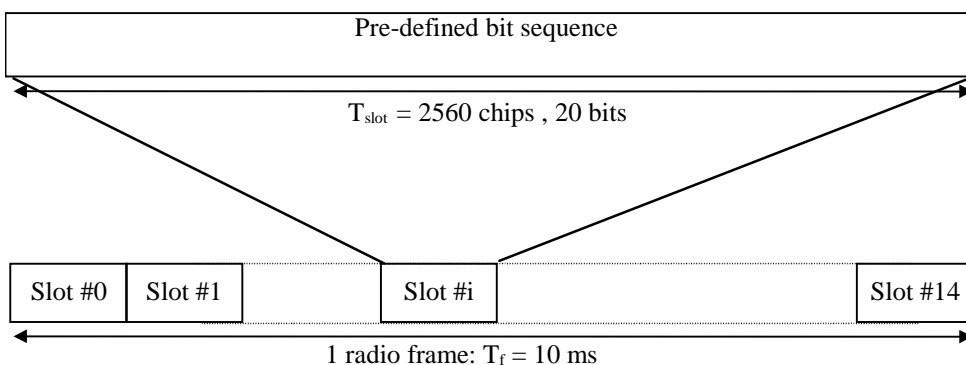 Pre-defined bit sequence
Tslot = 2560 chips , 20 bits
Slot #0 Slot #1 Slot #i Slot #14
1 radio frame: Tf = 10 ms